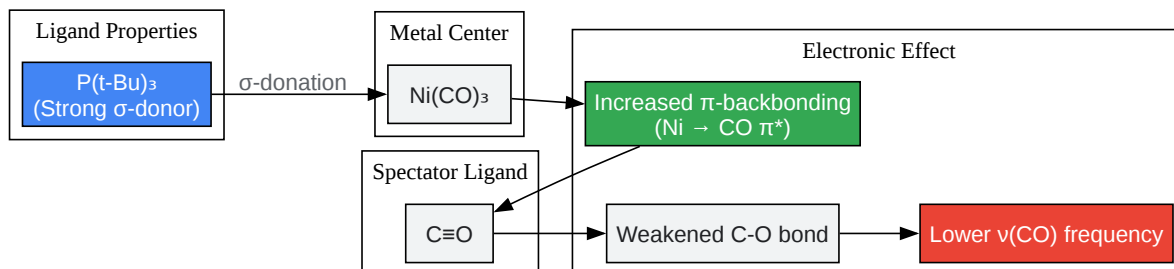 Ligand Properties
P(t-Bu)₃
(Strong σ-donor)
σ-donation
Metal Center
Ni(CO)₃
Electronic Effect
Increased π-backbonding
(Ni → CO π*)
Spectator Ligand
C≡O
Weakened C-O bond
Lower ν(CO) frequency